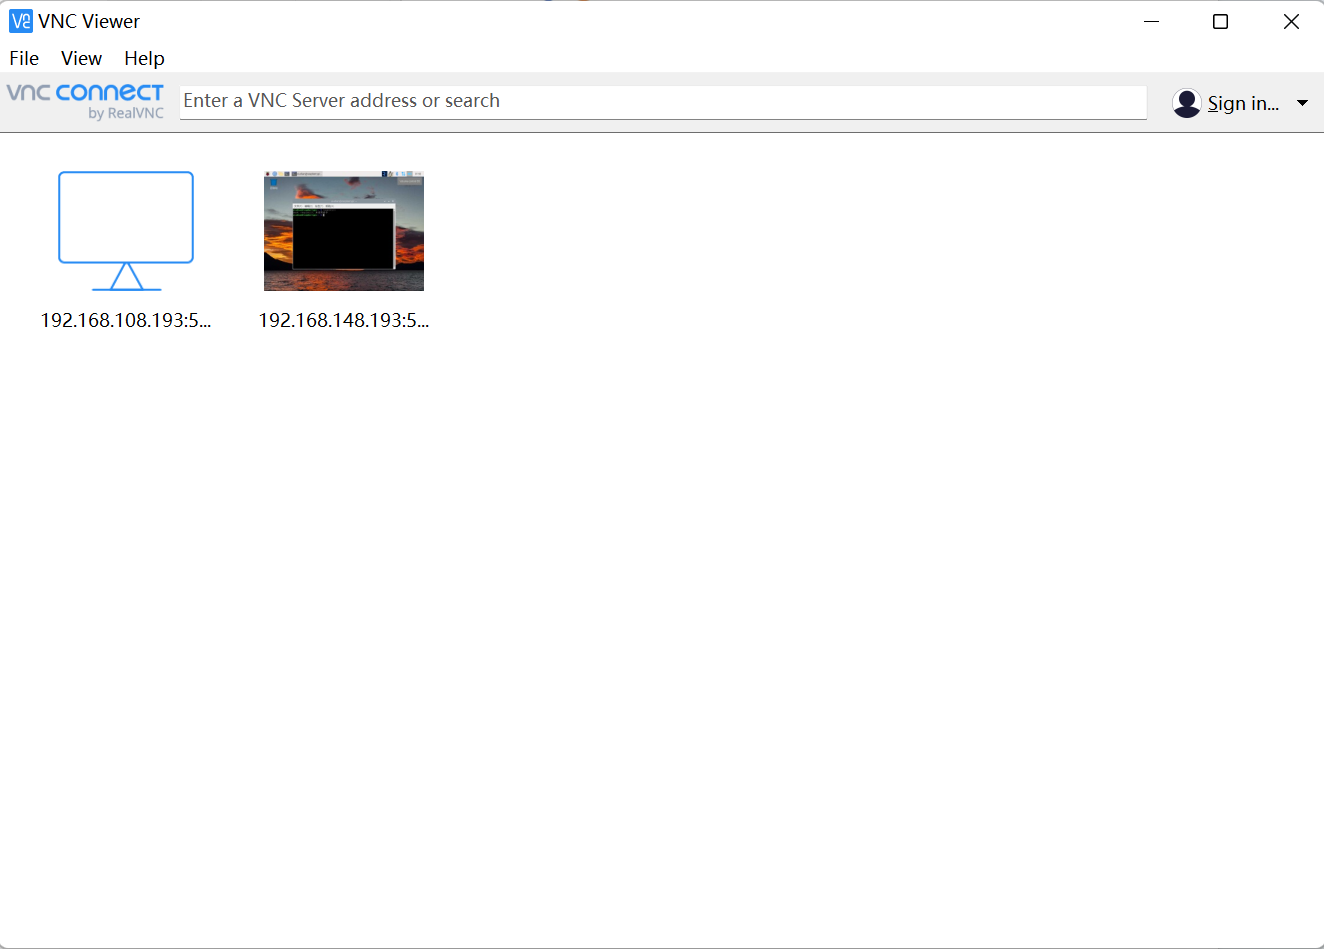 VNC Viewer
File View Help
vnc connect
by RealVNC
Enter a VNC Server address or search
Sign in...
192.168.108.193:5...
192.168.148.193:5...